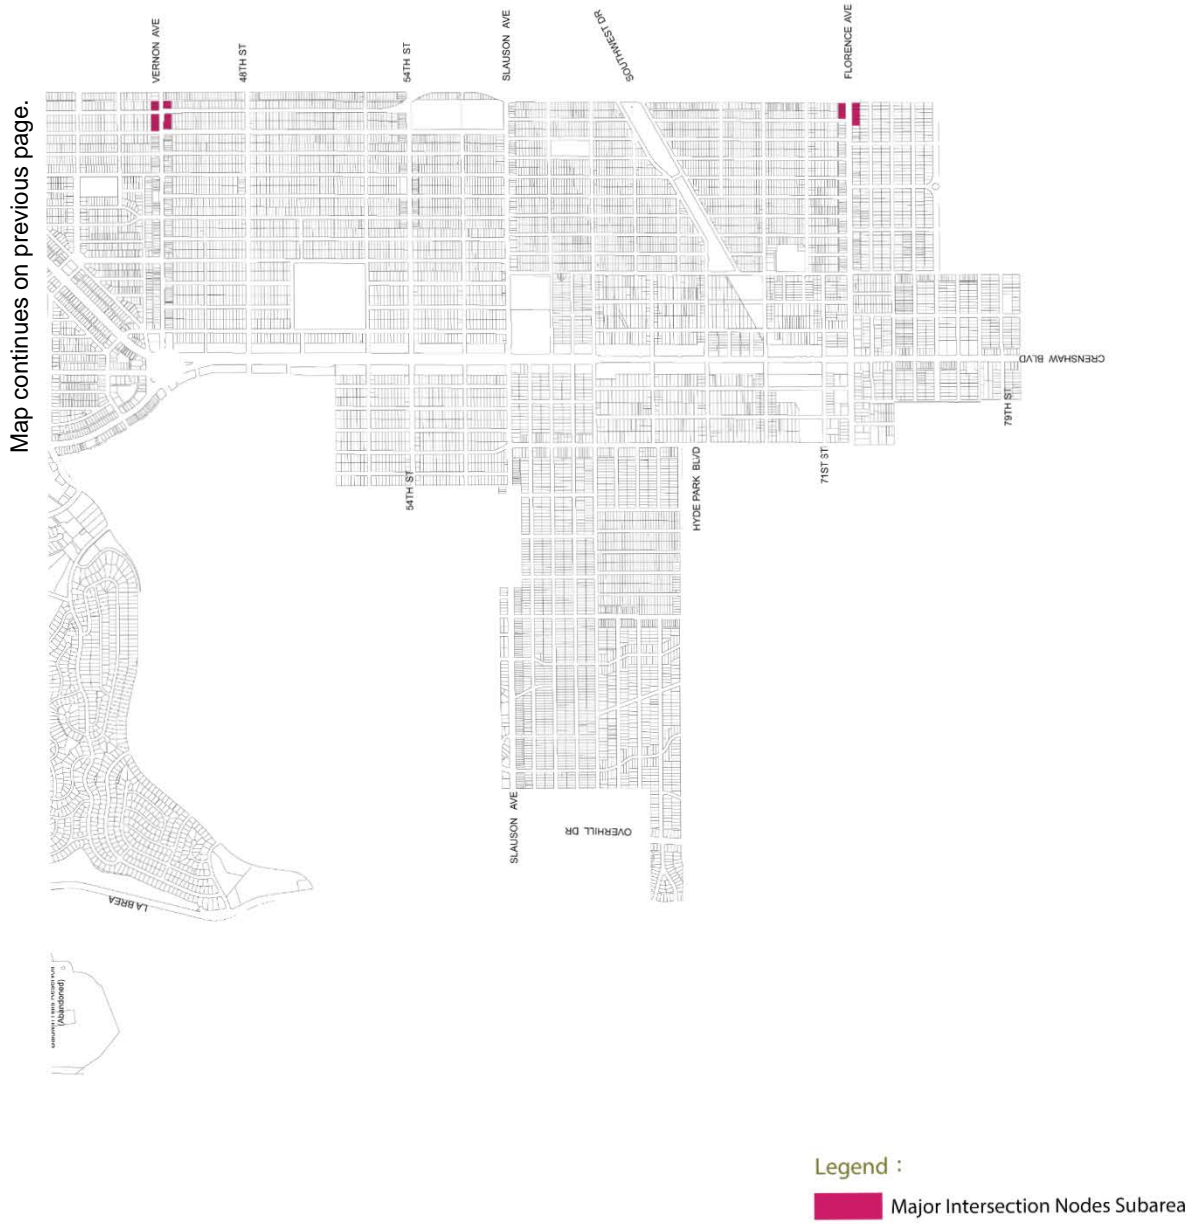 Map continues on previous page.
VERNON AVE
48TH ST
54TH ST
SLAUSON AVE
SOUTHWEST DR
FLORENCE AVE
CRENSHAW BLVD
79TH ST
71ST ST
HYDE PARK BLVD
54TH ST
SLAUSON AVE
OVERHILL DR
LA BREA
(Abandoned)
Legend :
Major Intersection Nodes Subarea